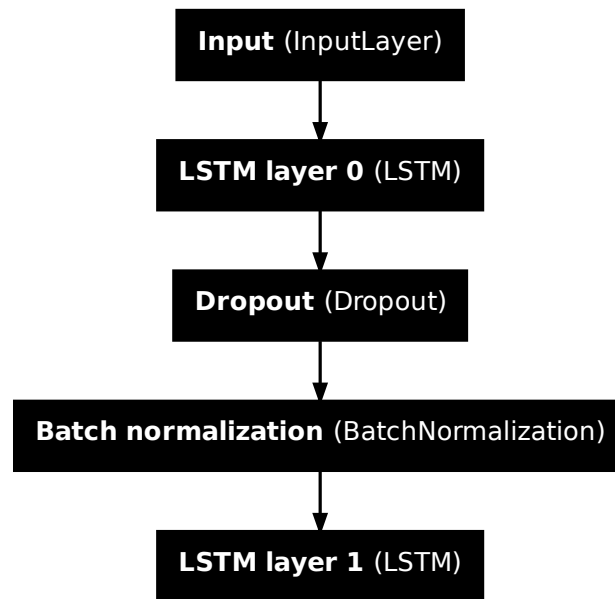 Input (InputLayer)
LSTM layer 0 (LSTM)
Dropout (Dropout)
Batch normalization (BatchNormalization)
LSTM layer 1 (LSTM)